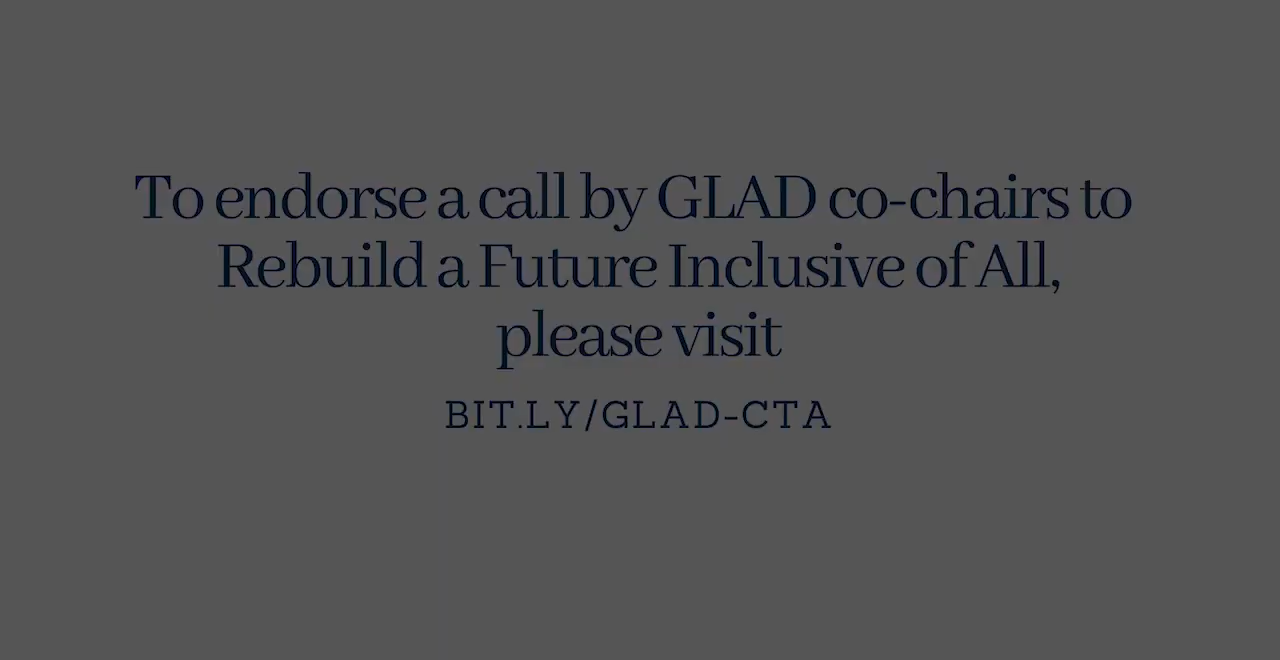 To endorse a call by GLAD co-chairs to
Rebuild a Future Inclusive of All,
please visit
BIT.LY/GLAD-CTA